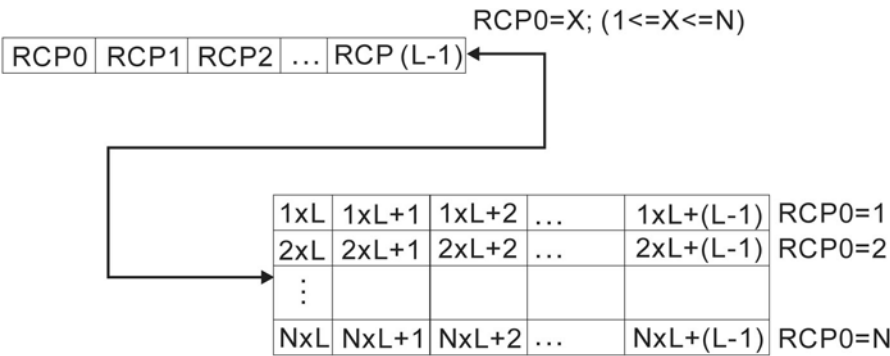 RCP0=X; (1<=X<=N)
RCP0 RCP1 RCP2 ... RCP (L-1)
1xL 1xL+1 1xL+2 ... 1xL+(L-1) RCP0=1
2xL 2xL+1 2xL+2 ... 2xL+(L-1) RCP0=2
⋮
NxL NxL+1 NxL+2 ... NxL+(L-1) RCP0=N